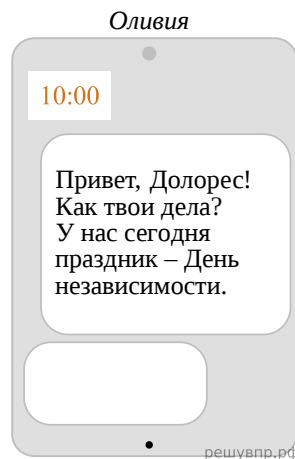 Оливия
10:00
Привет, Долорес!
Как твои дела?
У нас сегодня
праздник – День
независимости.
решувпр.рф